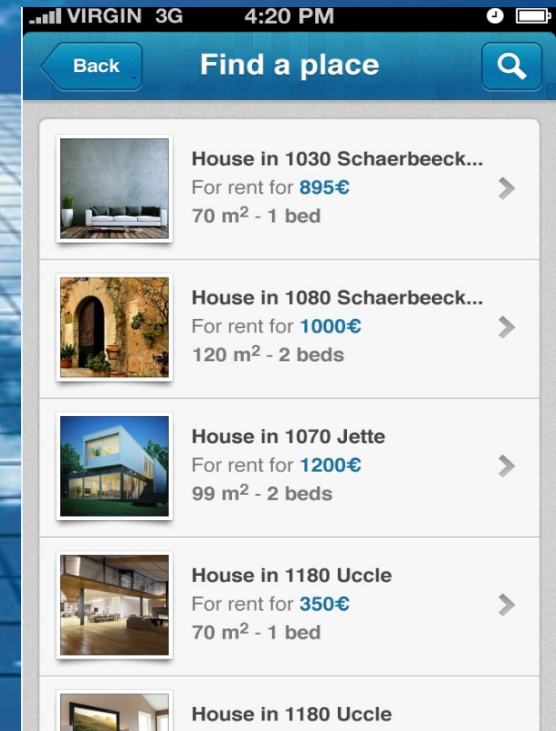 VIRGIN 3G 4:20 PM
Back Find a place
House in 1030 Schaerbeeck...
For rent for 895€
70 m² - 1 bed
House in 1080 Schaerbeeck...
For rent for 1000€
120 m² - 2 beds
House in 1070 Jette
For rent for 1200€
99 m² - 2 beds
House in 1180 Uccle
For rent for 350€
70 m² - 1 bed
House in 1180 Uccle